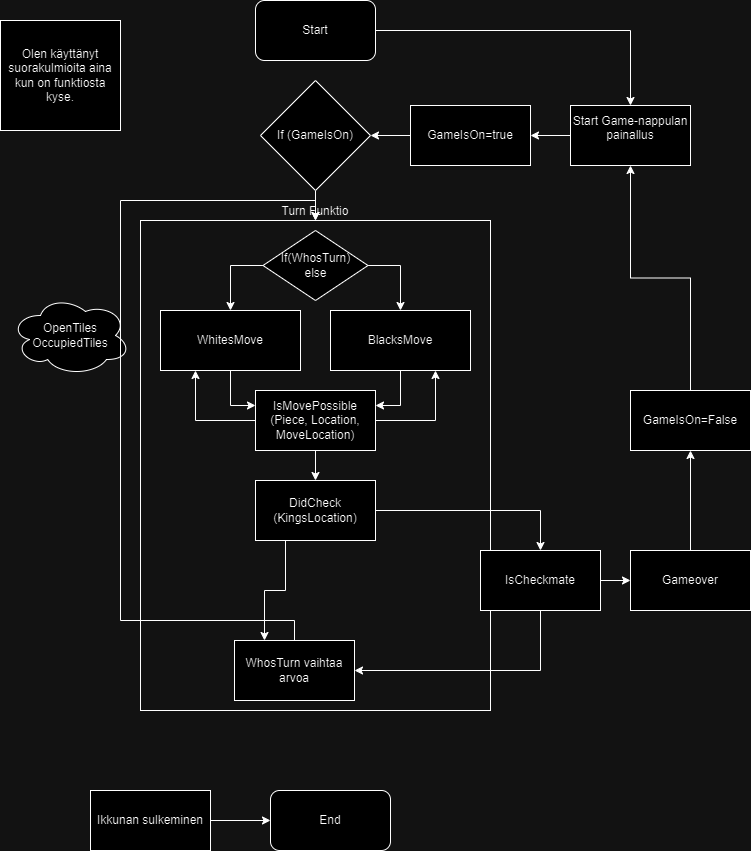 Start
Olen käyttänyt
suorakulmioita aina
kun on funktiosta
kyse.
If (GameIsOn)
GameIsOn=true
Start Game-nappulan
painallus
Turn Funktio
If(WhosTurn)
else
OpenTiles
OccupiedTiles
WhitesMove
BlacksMove
IsMovePossible
(Piece, Location,
MoveLocation)
GameIsOn=False
DidCheck
(KingsLocation)
IsCheckmate
Gameover
WhosTurn vaihtaa
arvoa
Ikkunan sulkeminen
End